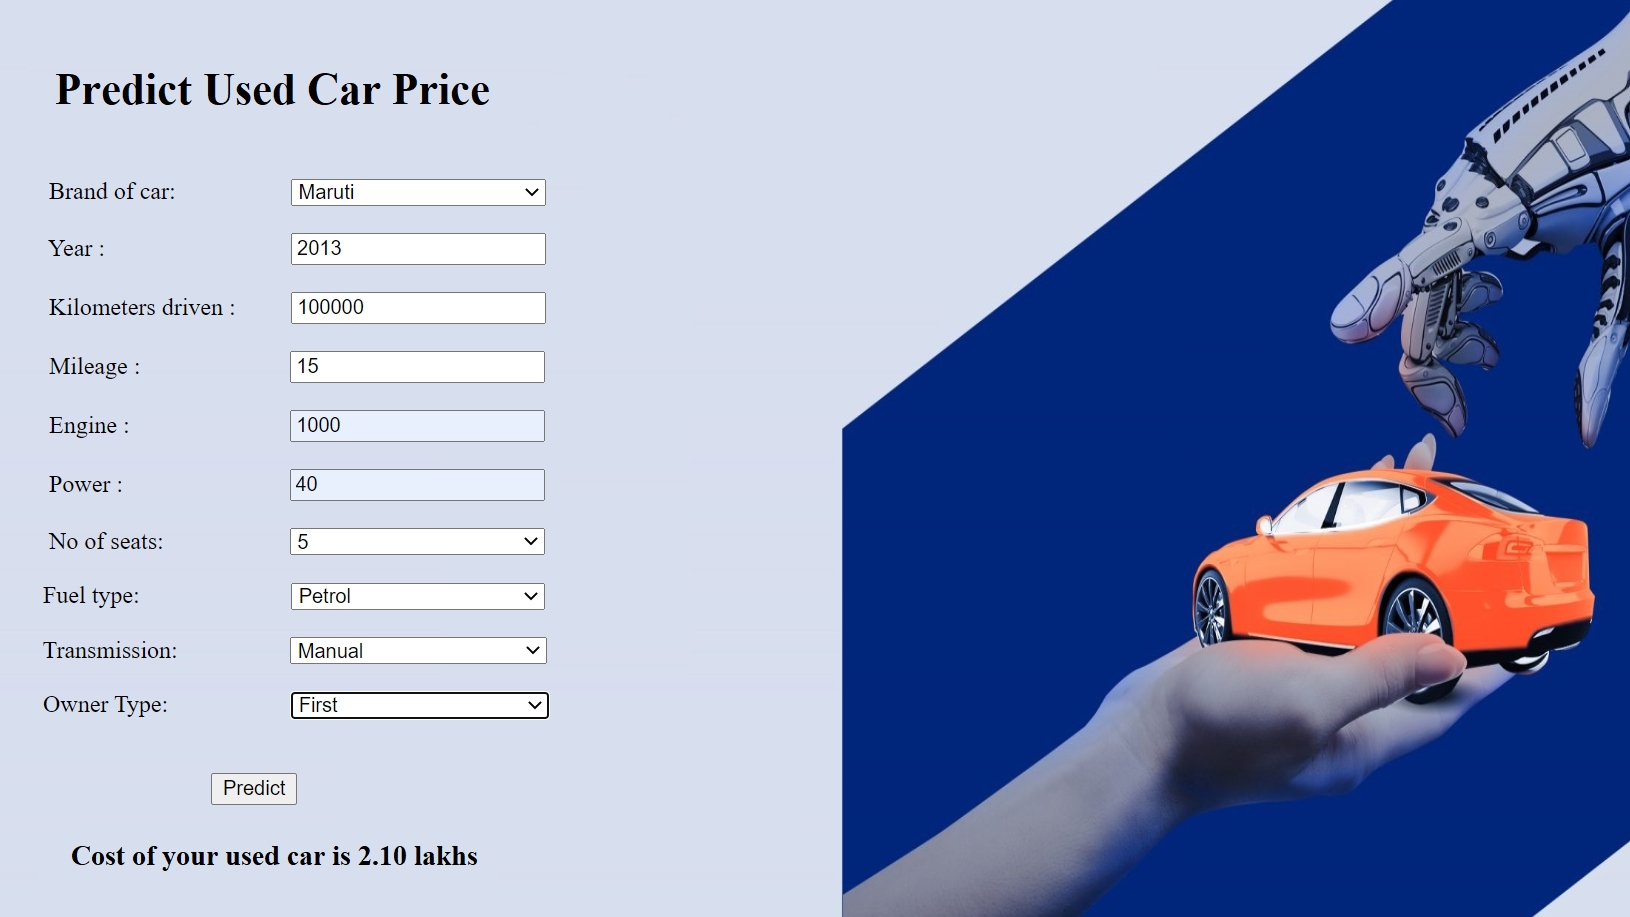 Predict Used Car Price
Brand of car: Maruti
Year : 2013
Kilometers driven : 100000
Mileage : 15
Engine : 1000
Power : 40
No of seats: 5
Fuel type: Petrol
Transmission: Manual
Owner Type: First
Predict
Cost of your used car is 2.10 lakhs